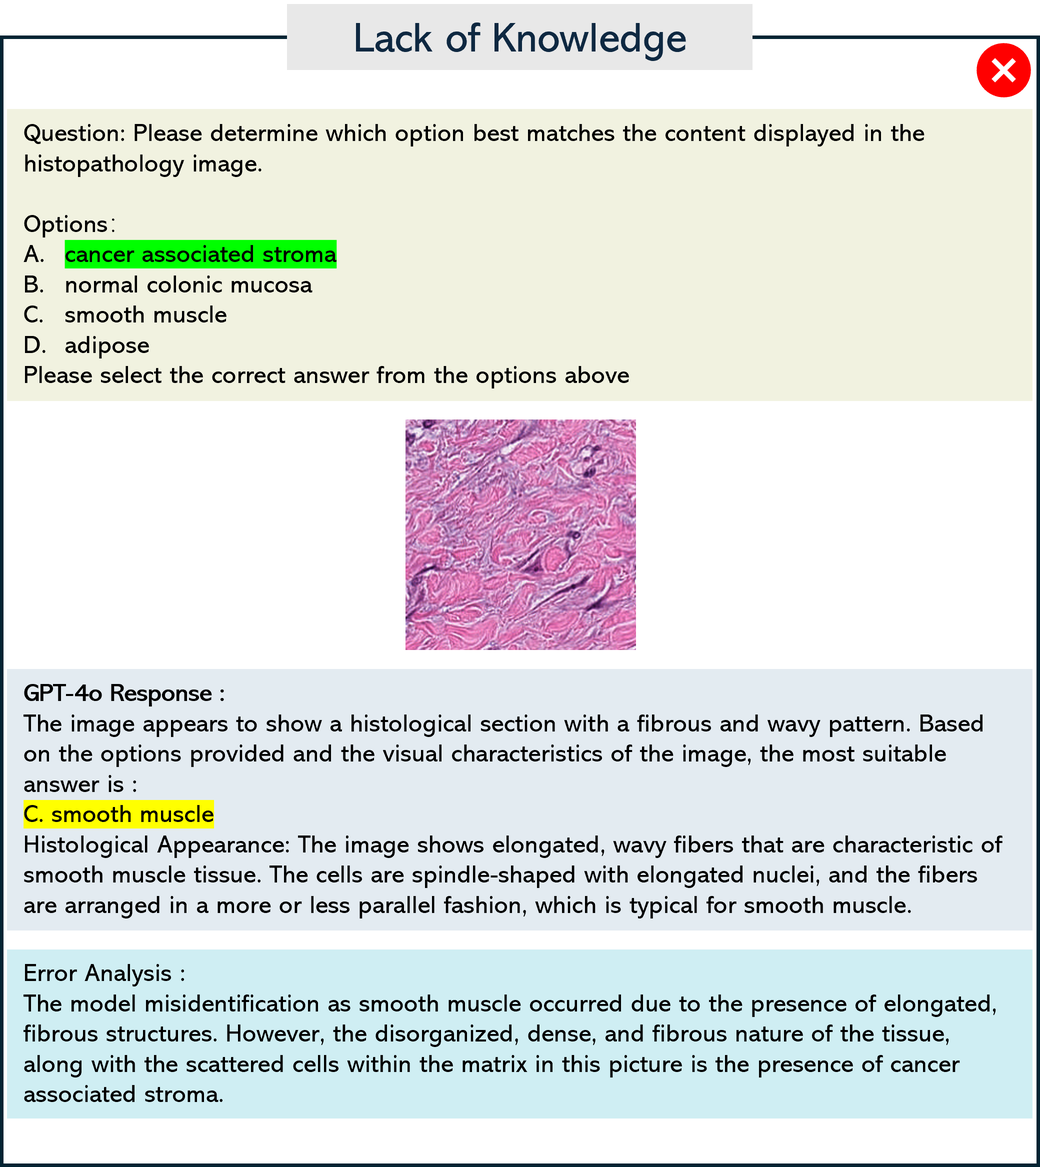 Lack of Knowledge
Question: Please determine which option best matches the content displayed in the
histopathology image.
Options:
A. cancer associated stroma
B. normal colonic mucosa
C. smooth muscle
D. adipose
Please select the correct answer from the options above
GPT-4o Response :
The image appears to show a histological section with a fibrous and wavy pattern. Based
on the options provided and the visual characteristics of the image, the most suitable
answer is :
C. smooth muscle
Histological Appearance: The image shows elongated, wavy fibers that are characteristic of
smooth muscle tissue. The cells are spindle-shaped with elongated nuclei, and the fibers
are arranged in a more or less parallel fashion, which is typical for smooth muscle.
Error Analysis :
The model misidentification as smooth muscle occurred due to the presence of elongated,
fibrous structures. However, the disorganized, dense, and fibrous nature of the tissue,
along with the scattered cells within the matrix in this picture is the presence of cancer
associated stroma.